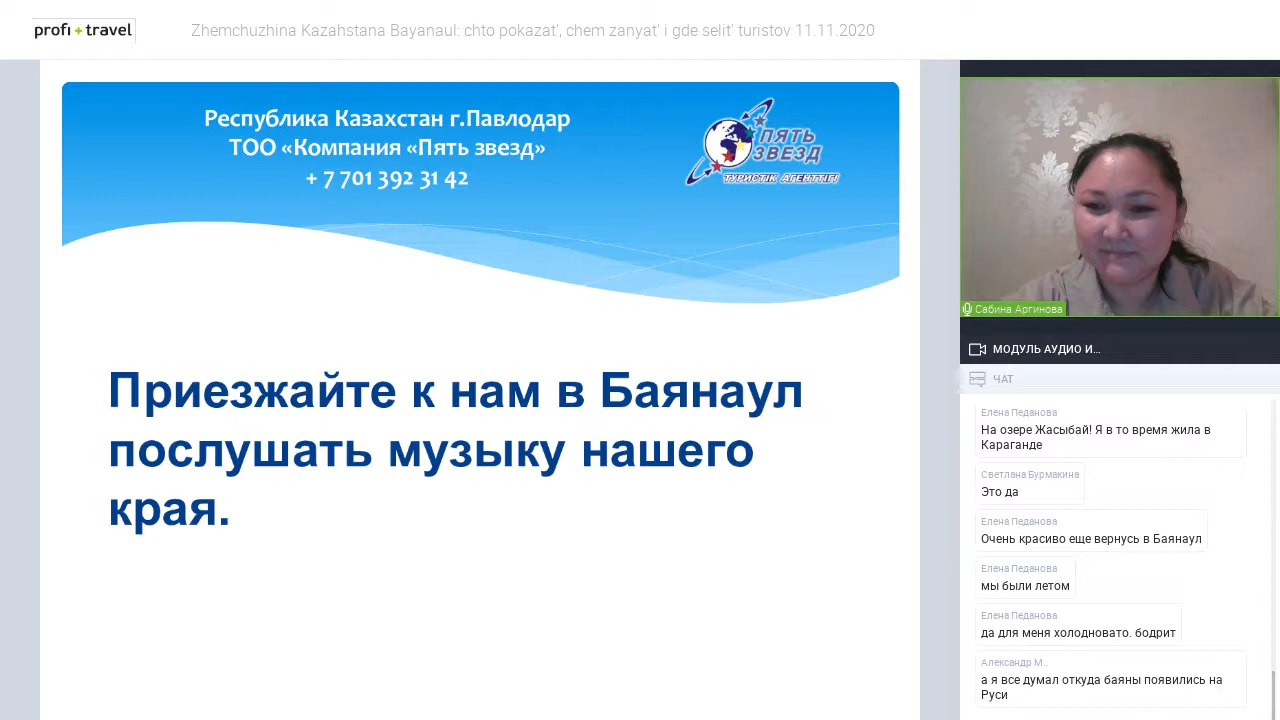 profi + travel
Zhemchuzhina Kazahstana Bayanaul: chto pokazat', chem zanyat' i gde selit' turistov 11.11.2020
Республика Казахстан г.Павлодар
ТОО «Компания «Пять звезд»
+ 7 701 392 31 42
ПЯТЬ
ЗВЕЗД
ТУРИСТІК АГЕНТТІГІ
Приезжайте к нам в Баянаул
послушать музыку нашего
края.
Сабина Аргинова
МОДУЛЬ АУДИО И...
ЧАТ
Елена Педанова
На озере Жасыбай! Я в то время жила в
Караганде
Светлана Бурмакина
Это да
Елена Педанова
Очень красиво еще вернусь в Баянаул
Елена Педанова
мы были летом
Елена Педанова
да для меня холодновато. бодрит
Александр М..
а я все думал откуда баяны появились на
Руси